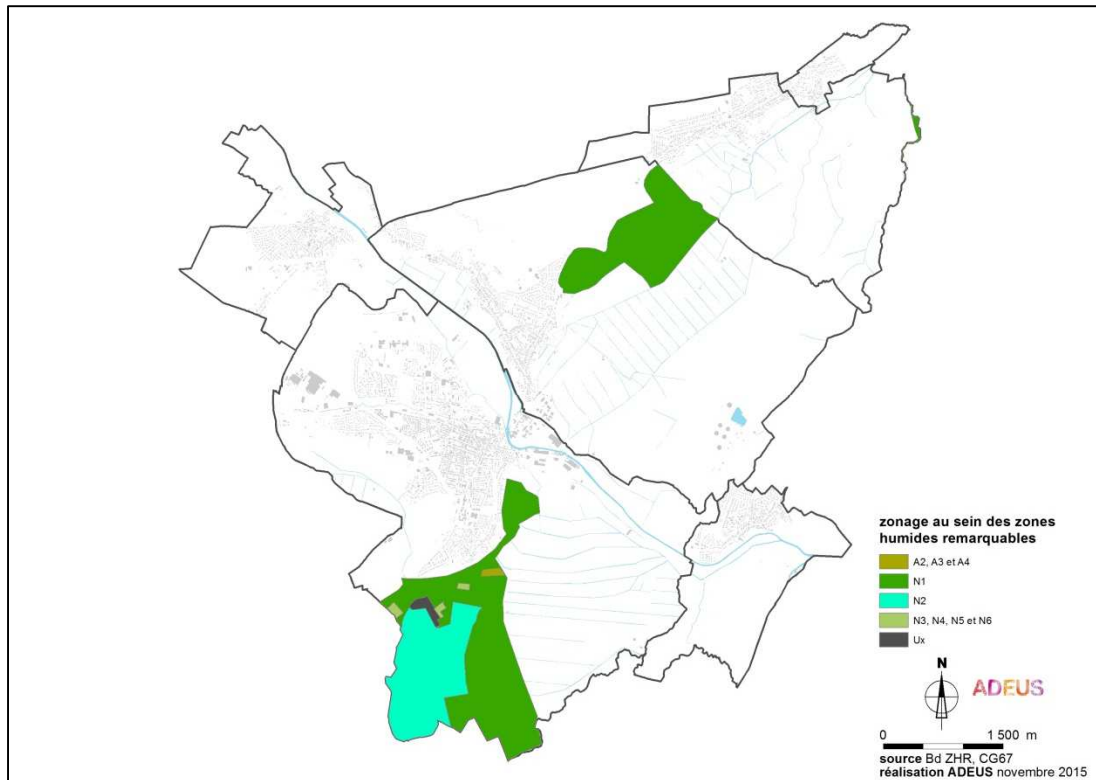 zonage au sein des zones
humides remarquables
A2, A3 et A4
N1
N2
N3, N4, N5 et N6
Ux
N
ADEUS
0 1 500 m
source Bd ZHR, CG67
réalisation ADEUS novembre 2015